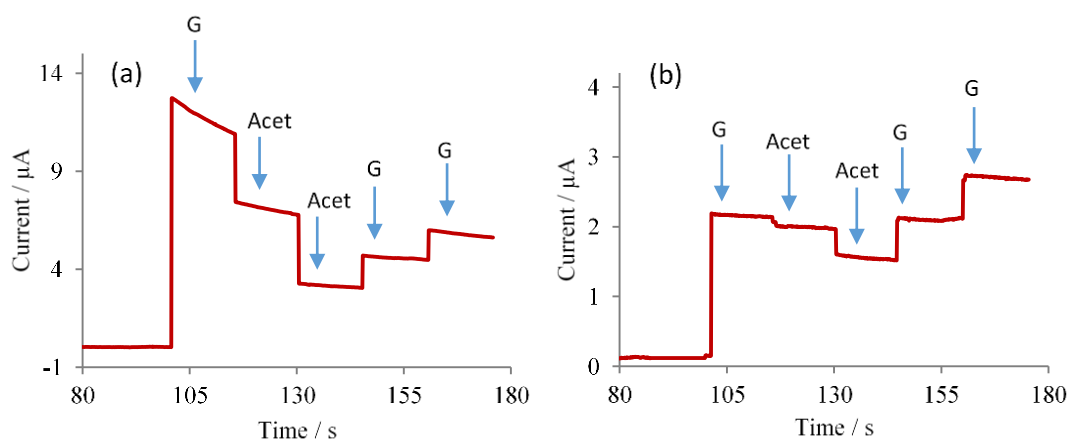 (a)
G
Acet
Acet
G
G
14
9
4
-1
Current / µA
80
105
130
155
180
Time / s
(b)
G
Acet
Acet
G
G
4
3
2
1
0
Current / µA
80
105
130
155
180
Time / s